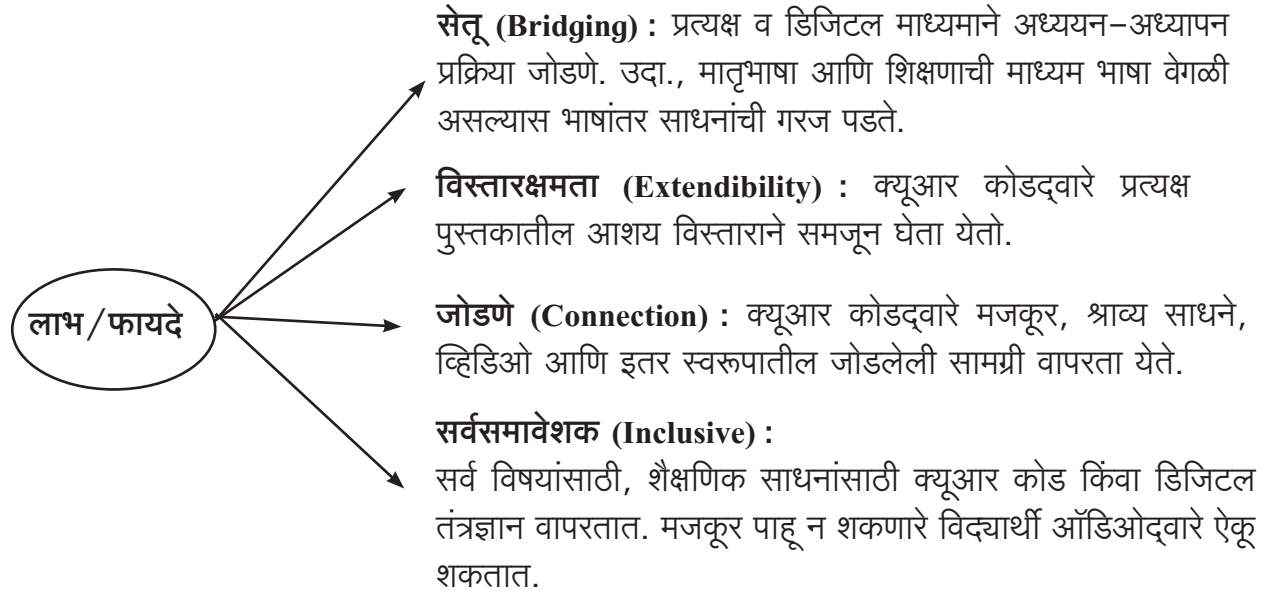 सेतू (Bridging) : प्रत्यक्ष व डिजिटल माध्यमाने अध्ययन-अध्यापन
प्रक्रिया जोडणे. उदा., मातृभाषा आणि शिक्षणाची माध्यम भाषा वेगळी
असल्यास भाषांतर साधनांची गरज पडते.
विस्तारक्षमता (Extendibility) : क्यूआर कोडद्‌वारे प्रत्यक्ष
पुस्तकातील आशय विस्ताराने समजून घेता येतो.
लाभ/फायदे
जोडणे (Connection) : क्यूआर कोडद्‌वारे मजकूर, श्राव्य साधने,
व्हिडिओ आणि इतर स्वरूपातील जोडलेली सामग्री वापरता येते.
सर्वसमावेशक (Inclusive) :
सर्व विषयांसाठी, शैक्षणिक साधनांसाठी क्यूआर कोड किंवा डिजिटल
तंत्रज्ञान वापरतात. मजकूर पाहू न शकणारे विद्यार्थी ऑडिओद्‌वारे ऐकू
शकतात.